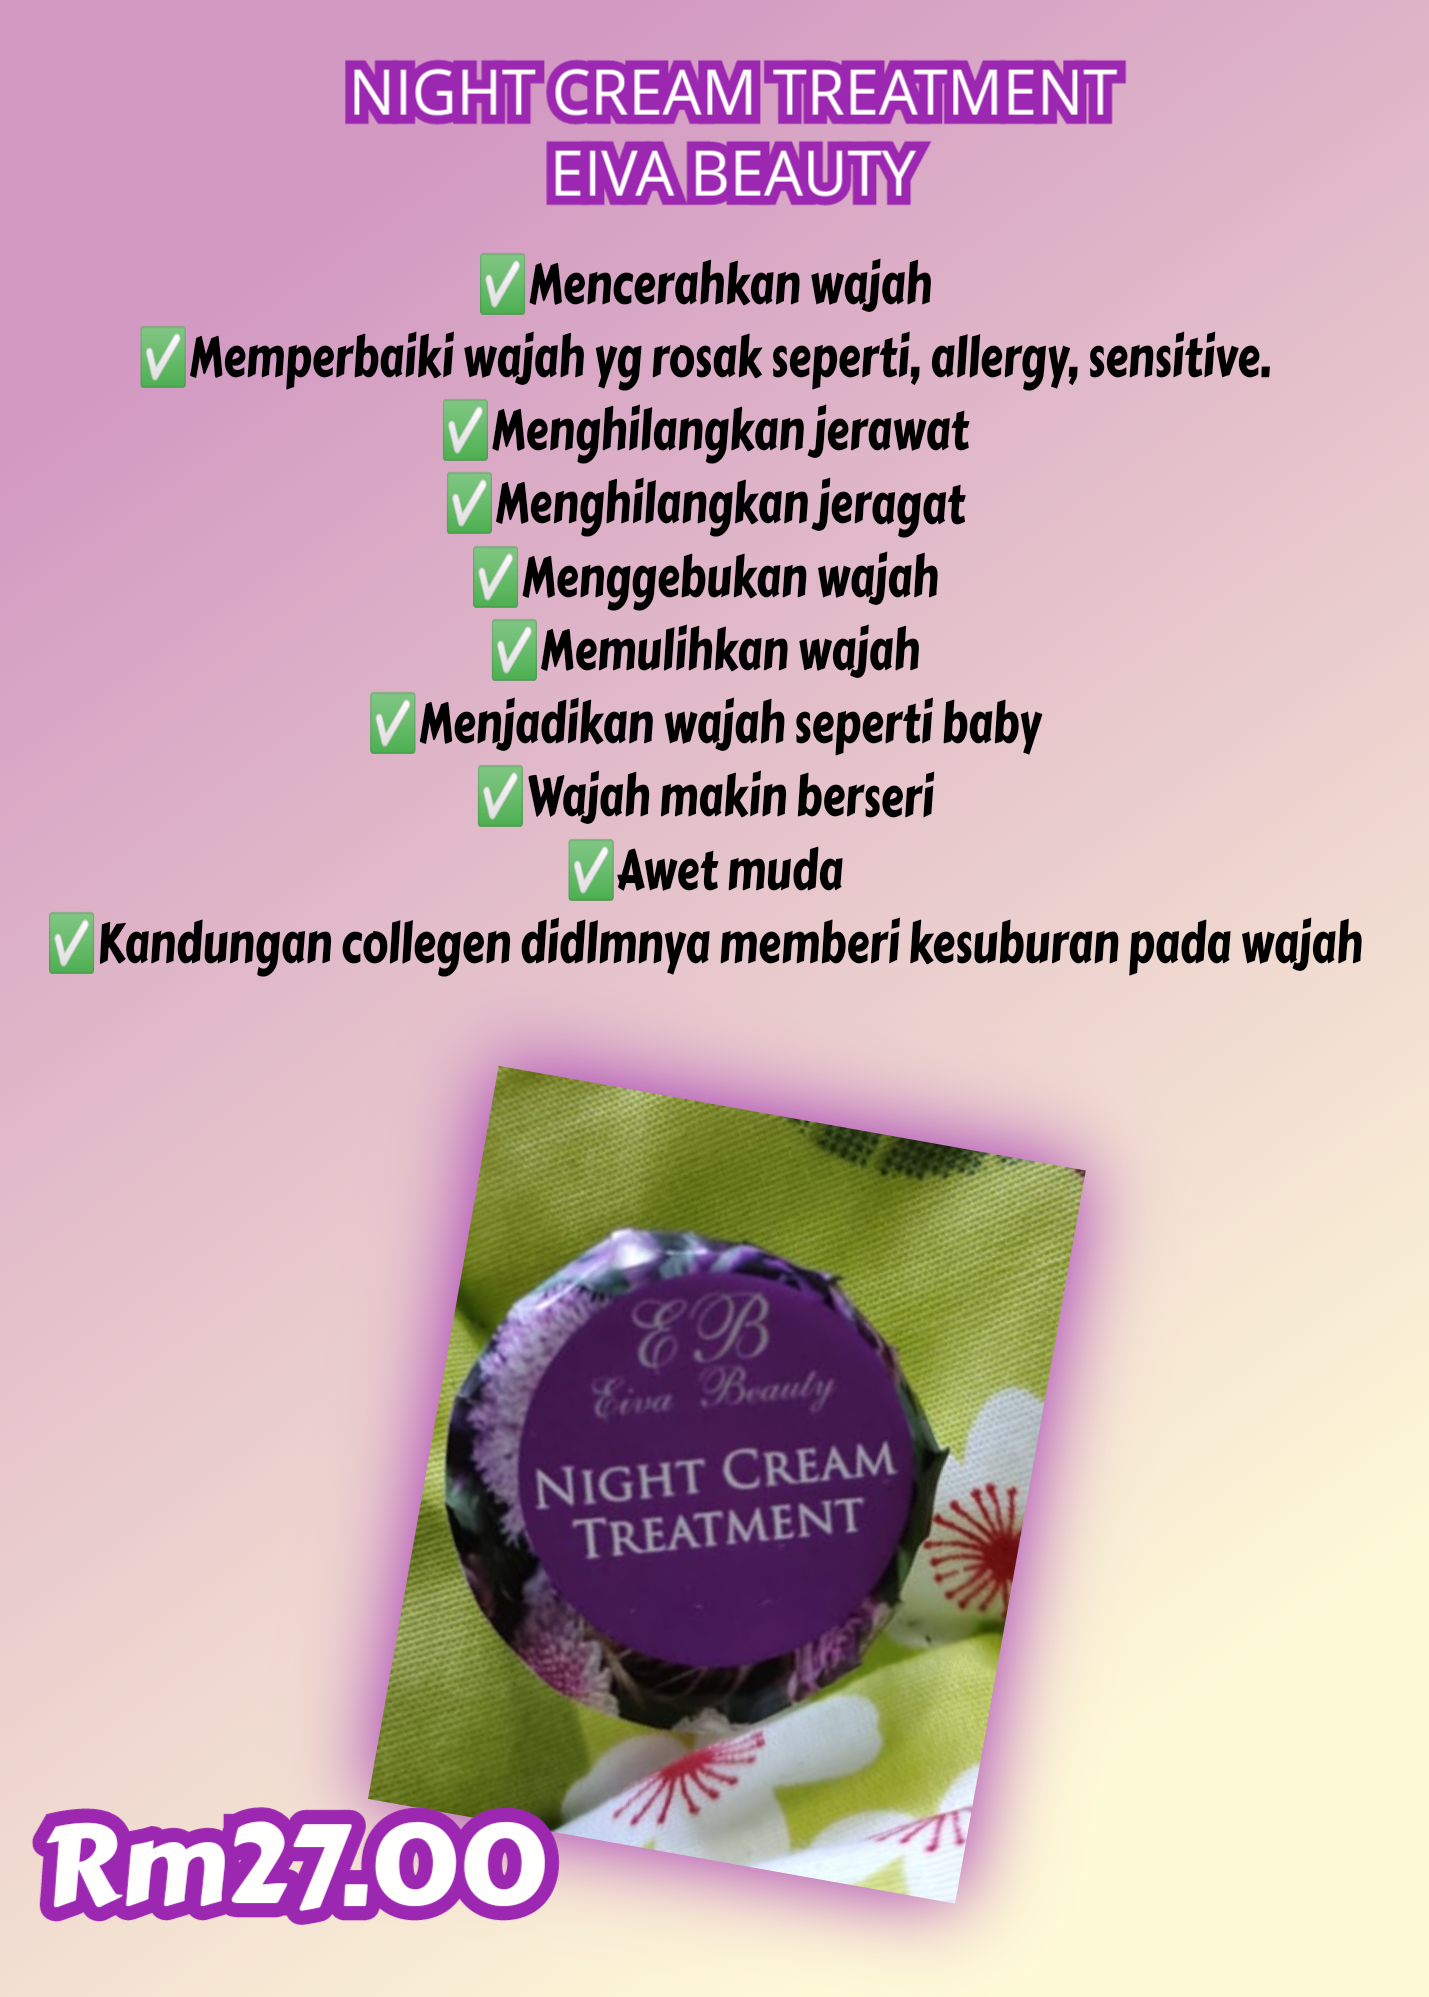 NIGHT CREAM TREATMENT
EIVA BEAUTY
✅Mencerahkan wajah
✅Memperbaiki wajah yg rosak seperti, allergy, sensitive.
✅Menghilangkan jerawat
✅Menghilangkan jeragat
✅Menggebukan wajah
✅Memulihkan wajah
✅Menjadikan wajah seperti baby
✅Wajah makin berseri
✅Awet muda
✅Kandungan collegen didlmnya memberi kesuburan pada wajah
EB
Eiva Beauty
NIGHT CREAM
TREATMENT
Rm27.00